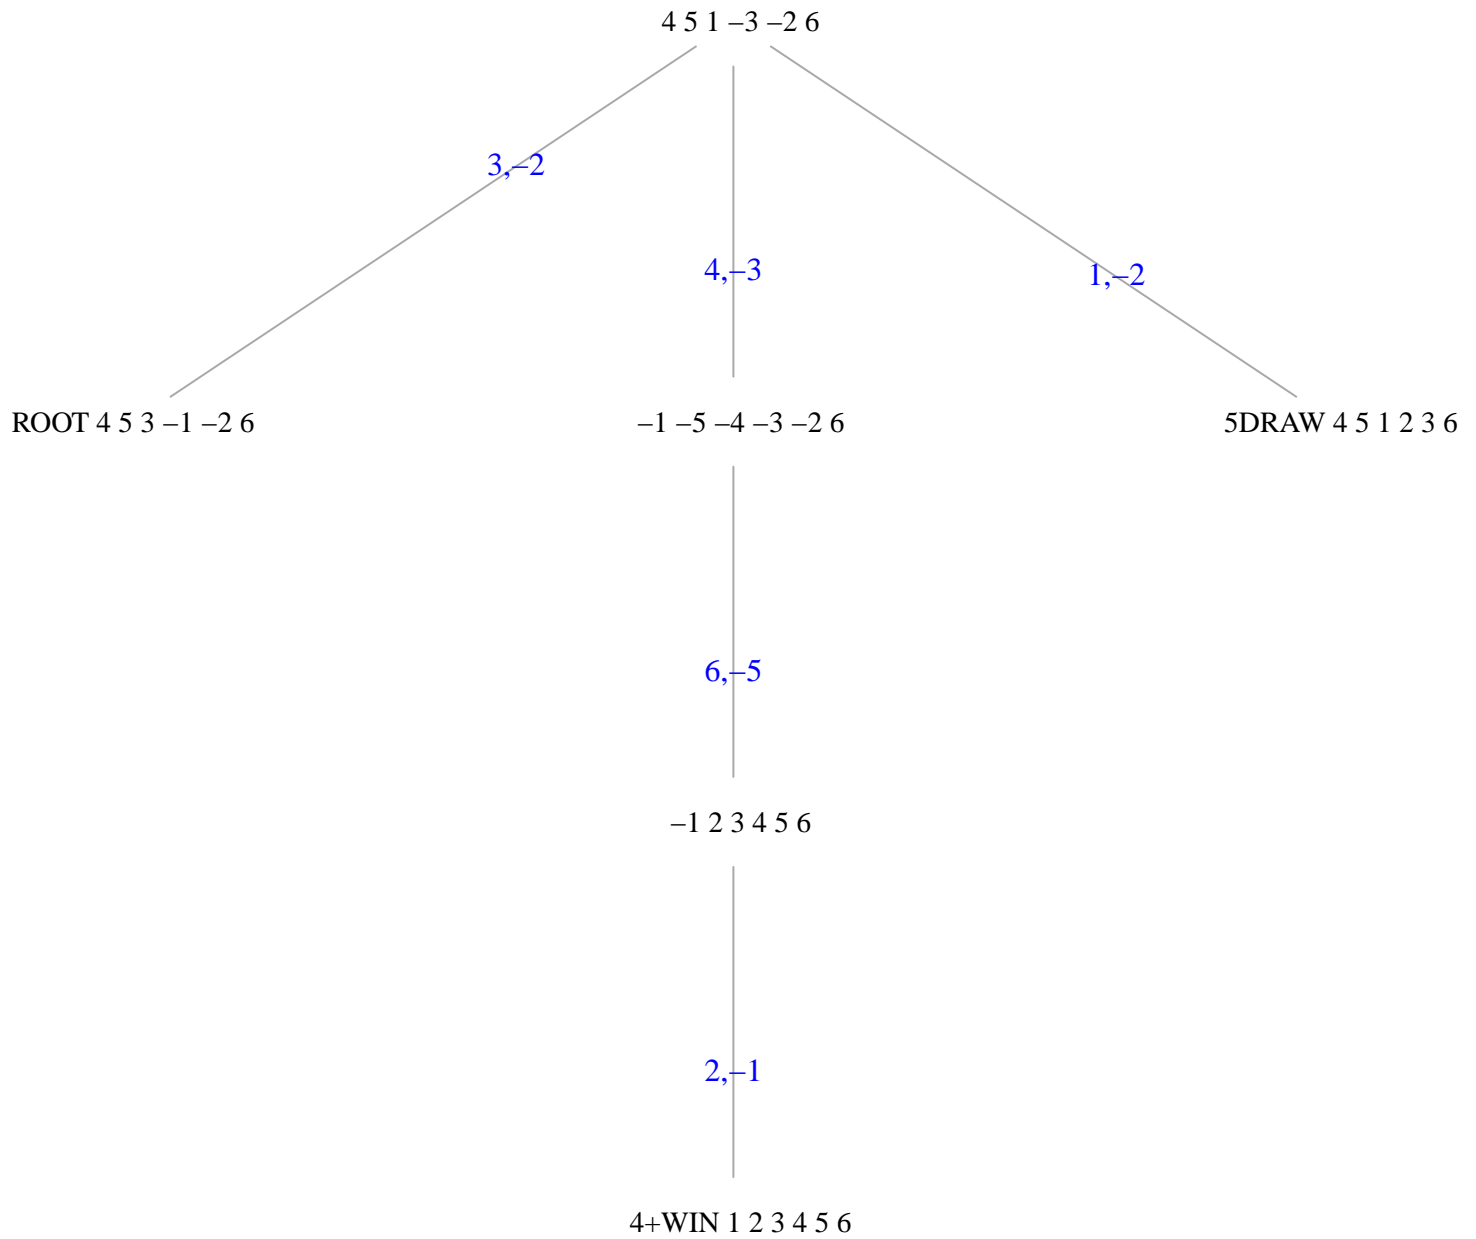 4 5 1 –3 –2 6
3,–2
4,–3
1,–2
ROOT 4 5 3 –1 –2 6
–1 –5 –4 –3 –2 6
5DRAW 4 5 1 2 3 6
6,–5
–1 2 3 4 5 6
2,–1
4+WIN 1 2 3 4 5 6